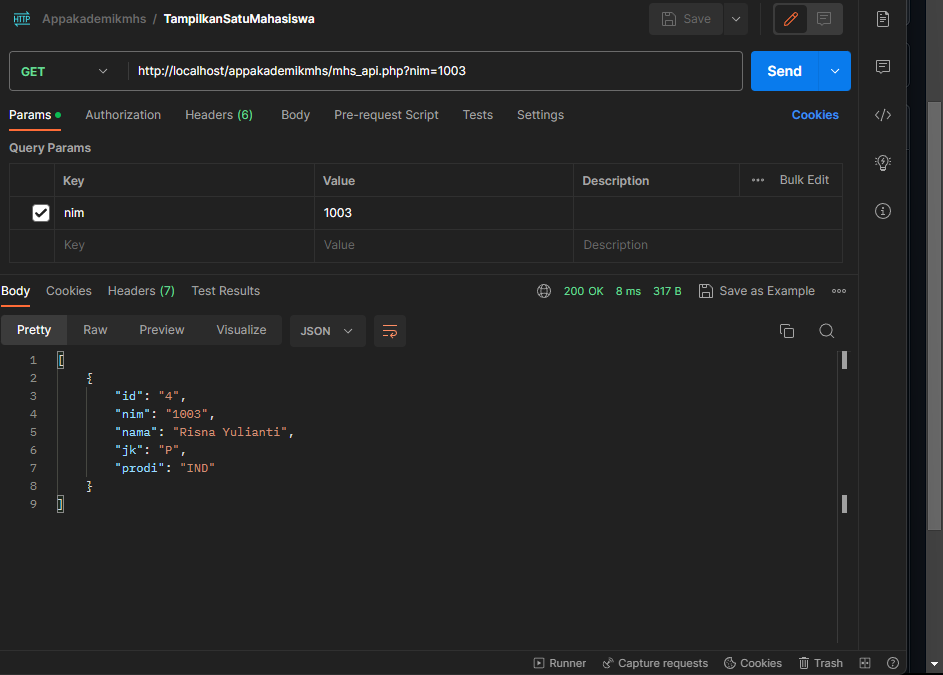 HTTP Appakademikmhs / TampilkanSatuMahasiswa Save
GET http://localhost/appakademikmhs/mhs_api.php?nim=1003 Send
Params Authorization Headers (6) Body Pre-request Script Tests Settings Cookies
Query Params
Key Value Description Bulk Edit
nim 1003
Key Value Description
Body Cookies Headers (7) Test Results 200 OK 8 ms 317 B Save as Example
Pretty Raw Preview Visualize JSON
1 [
2 {
3 "id": "4",
4 "nim": "1003",
5 "nama": "Risna Yulianti",
6 "jk": "P",
7 "prodi": "IND"
8 }
9 ]
Runner Capture requests Cookies Trash